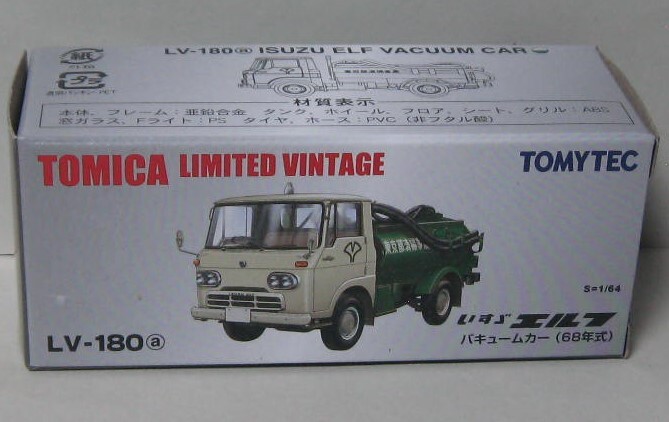 LV-180ⓐ ISUZU ELF VACUUM CAR
紙
プラ
材質表示
本体、フレーム：亜鉛合金 タンク、ホイール、フロア、シート、グリル：ABS
窓ガラス、Fライト：PS タイヤ、ホース：PVC（非フタル酸）
TOMICA LIMITED VINTAGE
TOMYTEC
S=1/64
いすゞエルフ
LV-180ⓐ
バキュームカー（68年式）